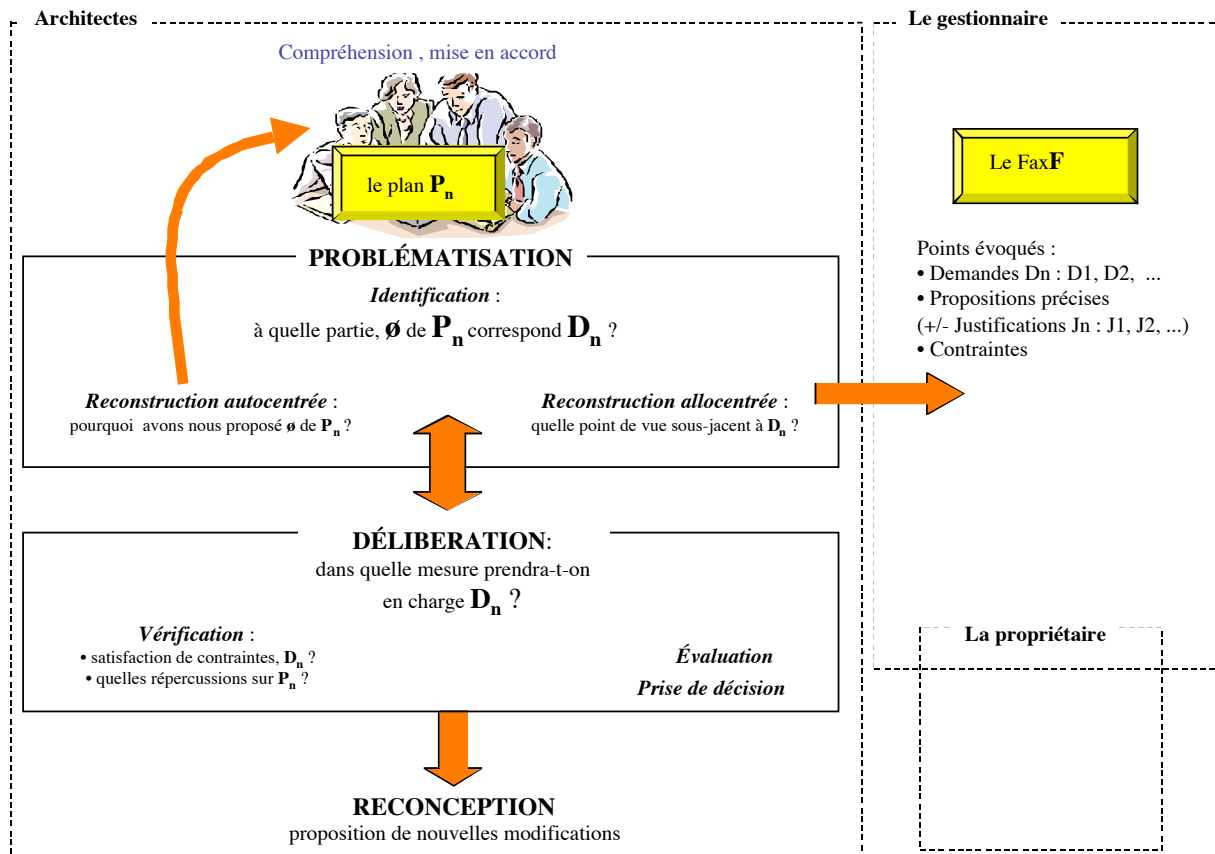 Architectes
Compréhension , mise en accord
le plan Pn
PROBLÉMATISATION
Identification :
à quelle partie, ø de Pn correspond Dn ?
Reconstruction autocentrée :
pourquoi avons nous proposé ø de Pn ?
Reconstruction allocentrée :
quelle point de vue sous-jacent à Dn ?
DÉLIBERATION:
dans quelle mesure prendra-t-on
en charge Dn ?
Vérification :
• satisfaction de contraintes, Dn ?
• quelles répercussions sur Pn ?
Évaluation
Prise de décision
RECONCEPTION
proposition de nouvelles modifications
Le gestionnaire
Le FaxF
Points évoqués :
• Demandes Dn : D1, D2, ...
• Propositions précises
(+/- Justifications Jn : J1, J2, ...)
• Contraintes
La propriétaire